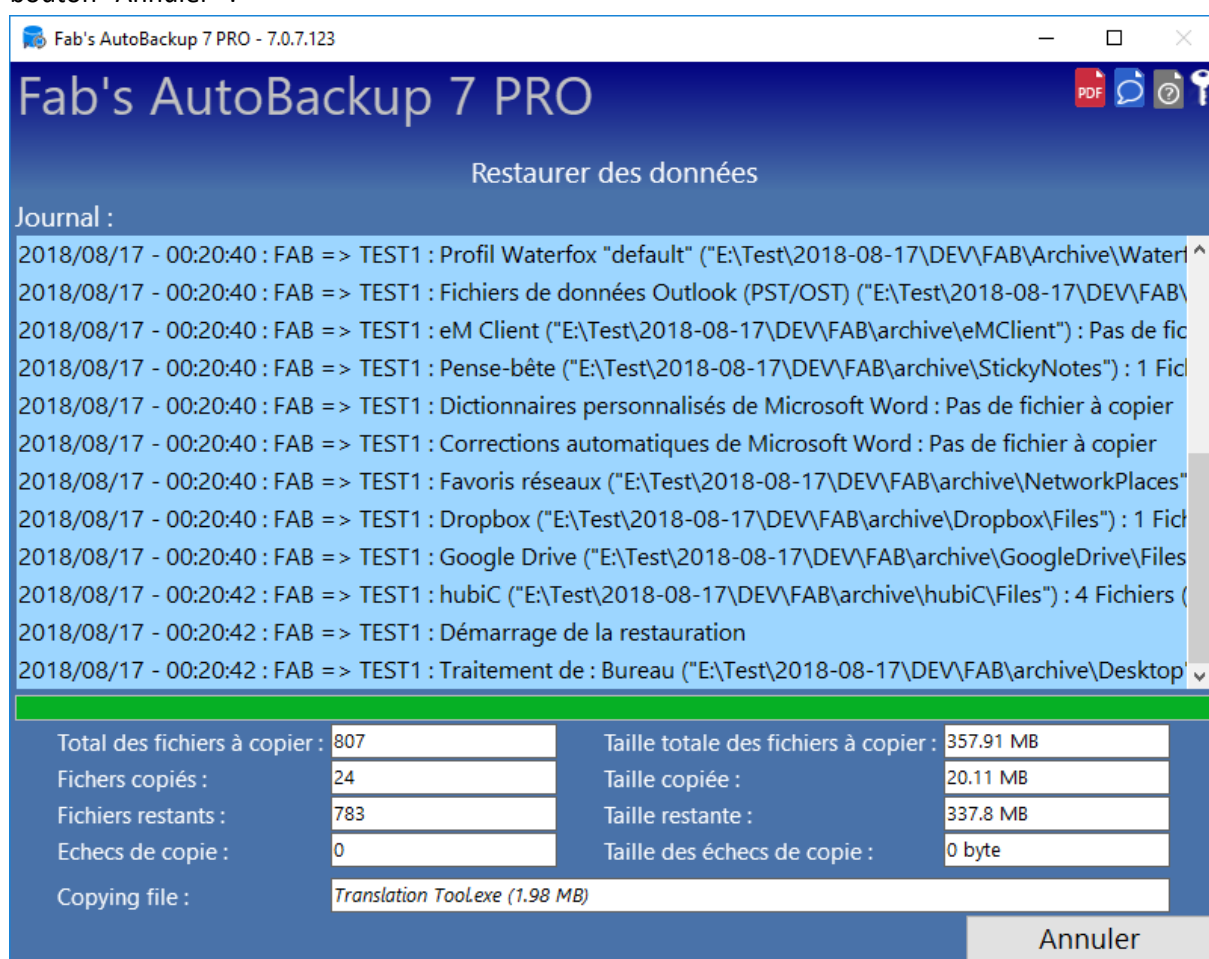 bouton "Annuler".
Fab's AutoBackup 7 PRO - 7.0.7.123
Fab's AutoBackup 7 PRO
PDF
Restaurer des données
Journal :
2018/08/17 - 00:20:40 : FAB => TEST1 : Profil Waterfox "default" ("E:\Test\2018-08-17\DEV\FAB\Archive\Waterf
2018/08/17 - 00:20:40 : FAB => TEST1 : Fichiers de données Outlook (PST/OST) ("E:\Test\2018-08-17\DEV\FAB\
2018/08/17 - 00:20:40 : FAB => TEST1 : eM Client ("E:\Test\2018-08-17\DEV\FAB\archive\eMClient") : Pas de fic
2018/08/17 - 00:20:40 : FAB => TEST1 : Pense-bête ("E:\Test\2018-08-17\DEV\FAB\archive\StickyNotes") : 1 Fic
2018/08/17 - 00:20:40 : FAB => TEST1 : Dictionnaires personnalisés de Microsoft Word : Pas de fichier à copier
2018/08/17 - 00:20:40 : FAB => TEST1 : Corrections automatiques de Microsoft Word : Pas de fichier à copier
2018/08/17 - 00:20:40 : FAB => TEST1 : Favoris réseaux ("E:\Test\2018-08-17\DEV\FAB\archive\NetworkPlaces"
2018/08/17 - 00:20:40 : FAB => TEST1 : Dropbox ("E:\Test\2018-08-17\DEV\FAB\archive\Dropbox\Files") : 1 Fich
2018/08/17 - 00:20:40 : FAB => TEST1 : Google Drive ("E:\Test\2018-08-17\DEV\FAB\archive\GoogleDrive\Files
2018/08/17 - 00:20:42 : FAB => TEST1 : hubiC ("E:\Test\2018-08-17\DEV\FAB\archive\hubiC\Files") : 4 Fichiers (
2018/08/17 - 00:20:42 : FAB => TEST1 : Démarrage de la restauration
2018/08/17 - 00:20:42 : FAB => TEST1 : Traitement de : Bureau ("E:\Test\2018-08-17\DEV\FAB\archive\Desktop"
Total des fichiers à copier : 807 Taille totale des fichiers à copier : 357.91 MB
Fichers copiés : 24 Taille copiée : 20.11 MB
Fichiers restants : 783 Taille restante : 337.8 MB
Echecs de copie : 0 Taille des échecs de copie : 0 byte
Copying file : Translation Tool.exe (1.98 MB)
Annuler